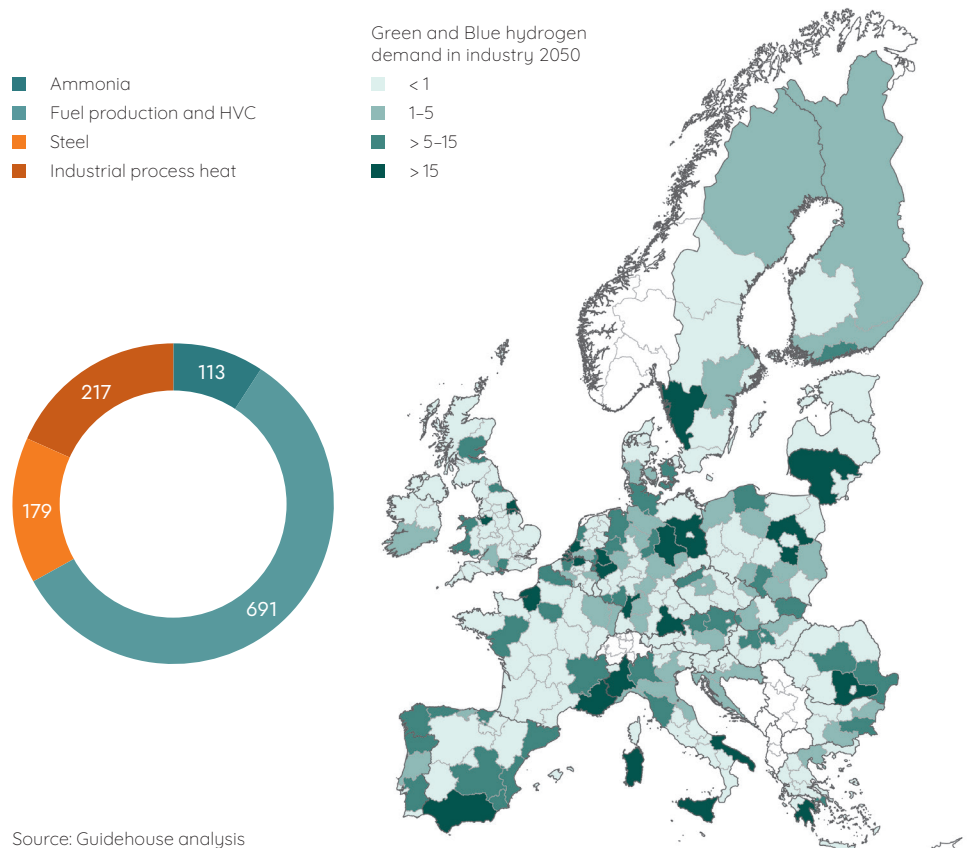 Green and Blue hydrogen
demand in industry 2050
Ammonia
Fuel production and HVC
Steel
Industrial process heat
< 1
1–5
> 5–15
> 15
113
217
179
691
Source: Guidehouse analysis